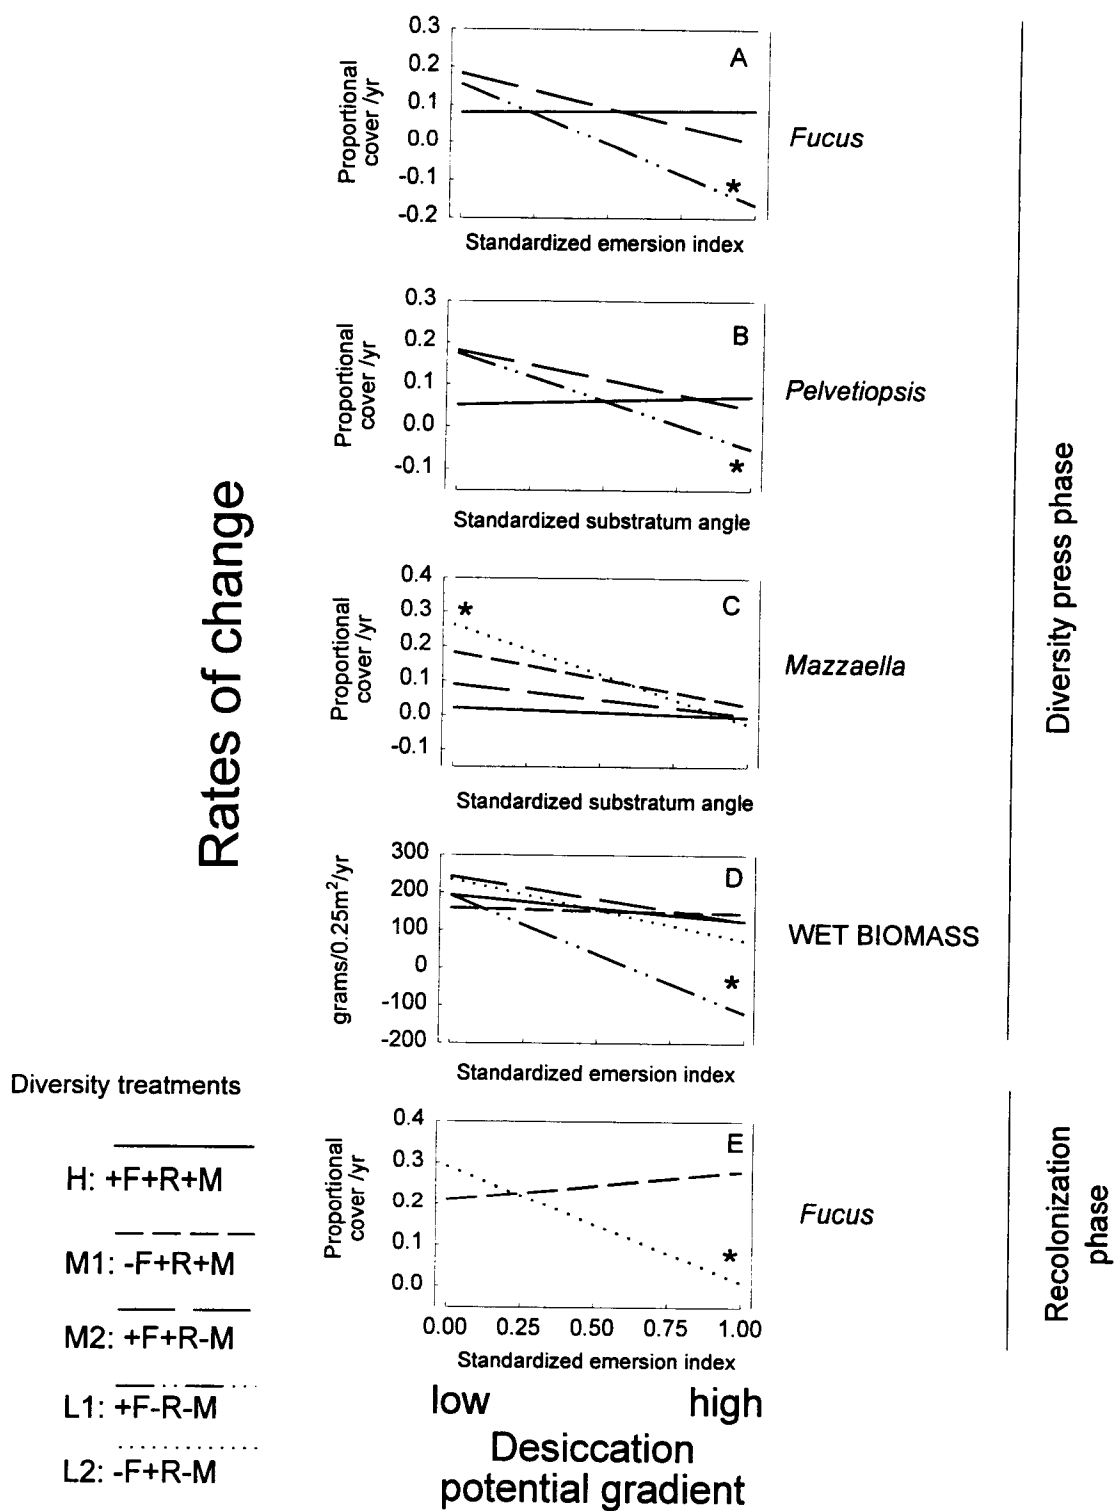 Rates of change
0.3
0.2
0.1
0.0
-0.1
-0.2
Proportional
cover /yr
A
*
Fucus
Standardized emersion index
0.3
0.2
0.1
0.0
-0.1
Proportional
cover /yr
B
*
Pelvetiopsis
Standardized substratum angle
0.4
0.3
0.2
0.1
0.0
-0.1
Proportional
cover /yr
C
*
Mazzaella
Standardized substratum angle
300
200
100
0
-100
-200
grams/0.25m²/yr
D
*
WET BIOMASS
Standardized emersion index
Diversity press phase
0.4
0.3
0.2
0.1
0.0
Proportional
cover /yr
E
*
Fucus
0.00 0.25 0.50 0.75 1.00
Standardized emersion index
Recolonization
phase
low high
Desiccation
potential gradient
Diversity treatments
H: +F+R+M
M1: -F+R+M
M2: +F+R-M
L1: +F-R-M
L2: -F+R-M